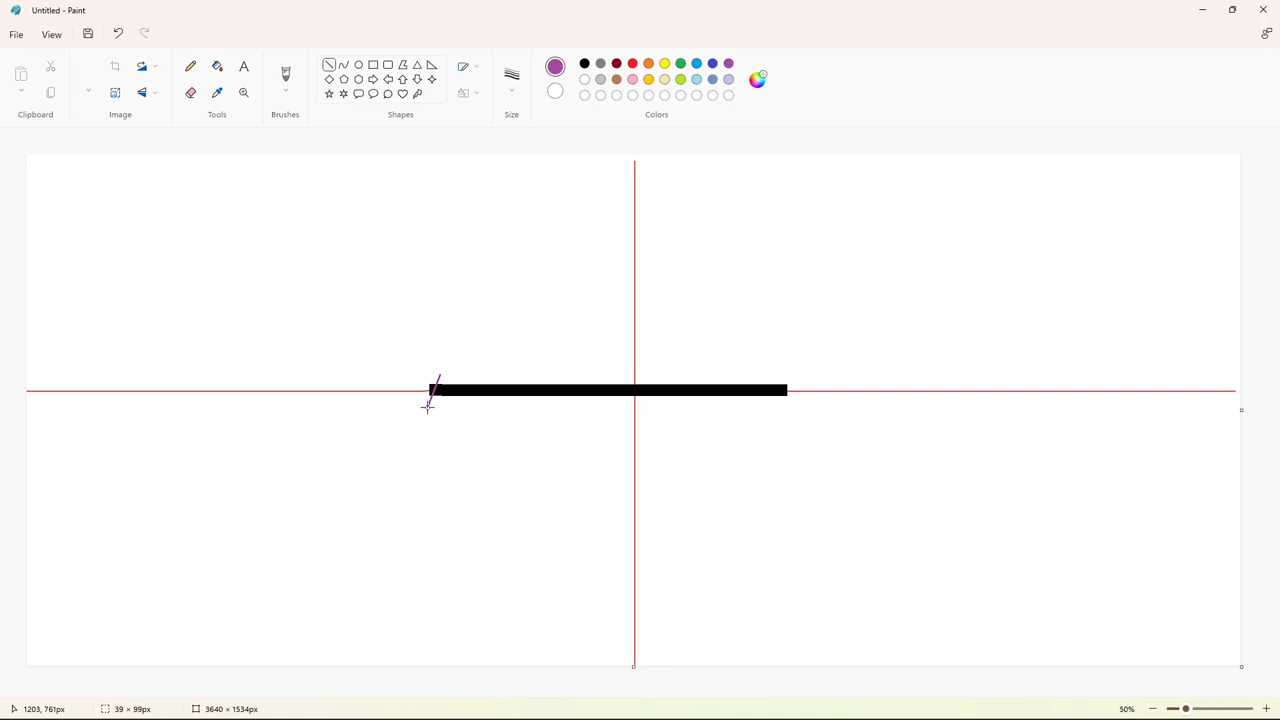 Untitled - Paint
File View
Clipboard Image Tools Brushes Shapes Size Colors
1203, 761px 39 × 99px 3640 × 1534px 50%